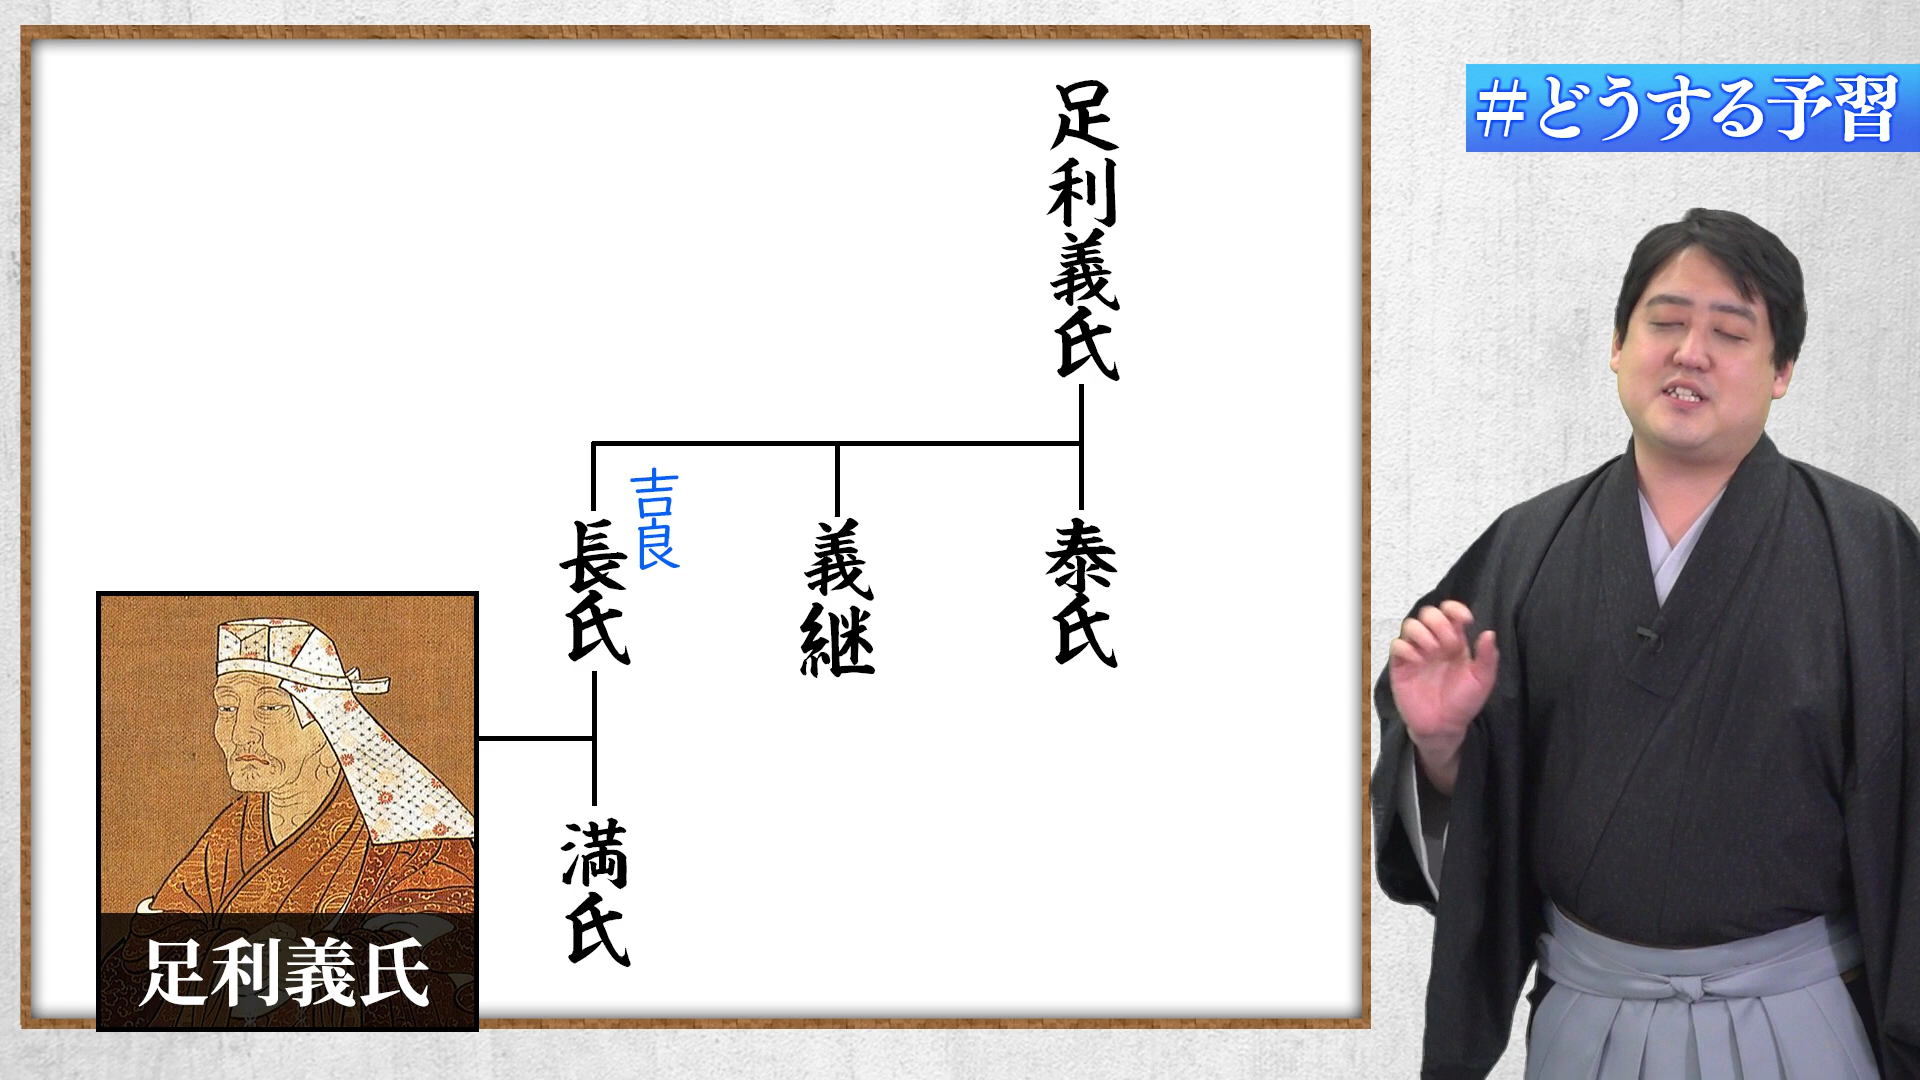 #どうする予習
足利義氏
泰氏
義継
吉良
長氏
満氏
足利義氏